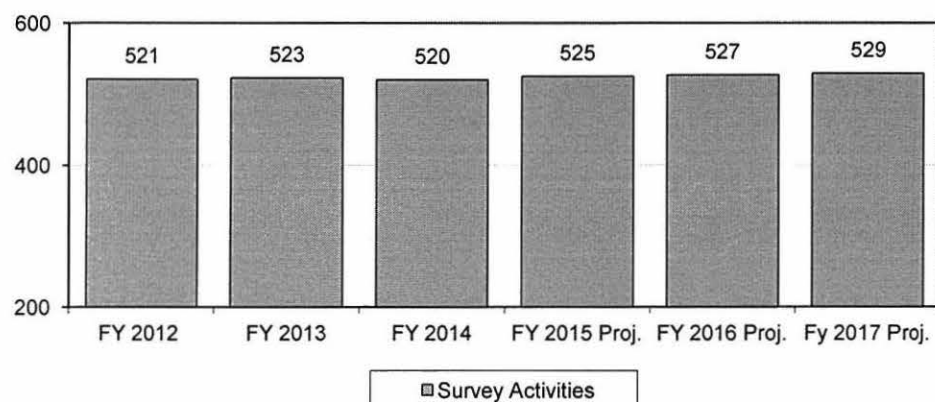 600
521 523 520 525 527 529
400
200
FY 2012 FY 2013 FY 2014 FY 2015 Proj. FY 2016 Proj. Fy 2017 Proj.
Survey Activities